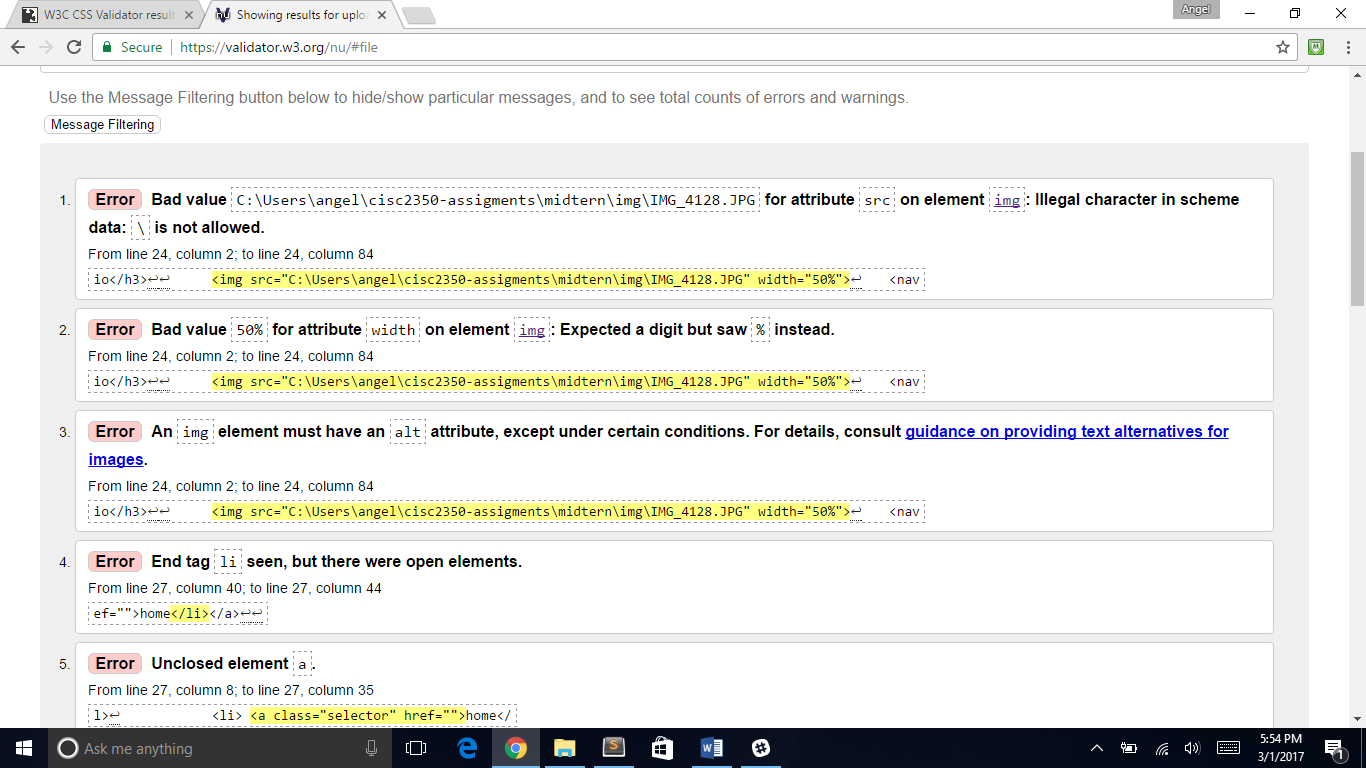 W3C CSS Validator result
Showing results for uplo
Angel
Secure
https://validator.w3.org/nu/#file
Use the Message Filtering button below to hide/show particular messages, and to see total counts of errors and warnings.
Message Filtering
1. Error Bad value C:\Users\angel\cisc2350-assigments\midtern\img\IMG_4128.JPG for attribute src on element img: Illegal character in scheme
data: \ is not allowed.
From line 24, column 2; to line 24, column 84
io</h3>↩↩ <img src="C:\Users\angel\cisc2350-assigments\midtern\img\IMG_4128.JPG" width="50%">↩ <nav
2. Error Bad value 50% for attribute width on element img: Expected a digit but saw % instead.
From line 24, column 2; to line 24, column 84
io</h3>↩↩ <img src="C:\Users\angel\cisc2350-assigments\midtern\img\IMG_4128.JPG" width="50%">↩ <nav
3. Error An img element must have an alt attribute, except under certain conditions. For details, consult guidance on providing text alternatives for
images.
From line 24, column 2; to line 24, column 84
io</h3>↩↩ <img src="C:\Users\angel\cisc2350-assigments\midtern\img\IMG_4128.JPG" width="50%">↩ <nav
4. Error End tag li seen, but there were open elements.
From line 27, column 40; to line 27, column 44
ef="">home</li></a>↩↩
5. Error Unclosed element a.
From line 27, column 8; to line 27, column 35
l>↩ <li> <a class="selector" href="">home</
Ask me anything
5:54 PM
3/1/2017
1